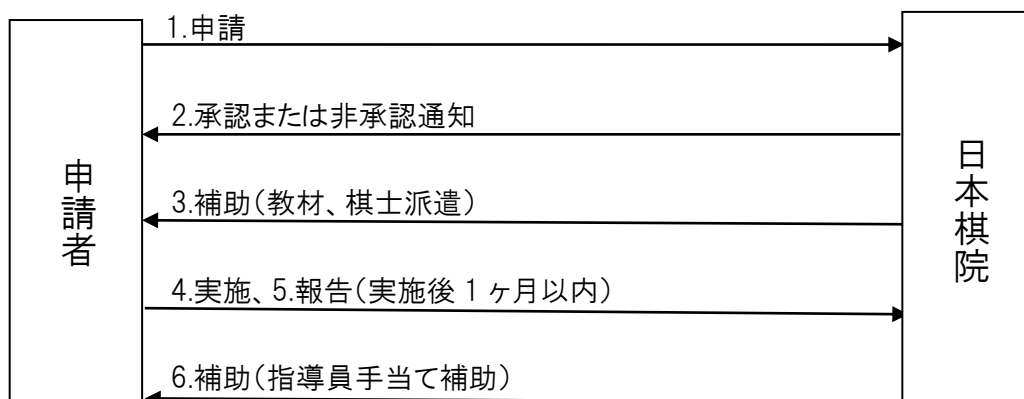 1.申請
2.承認または非承認通知
3.補助(教材、棋士派遣)
4.実施、5.報告(実施後 1 ヶ月以内)
6.補助(指導員手当て補助)
申請者
日本棋院